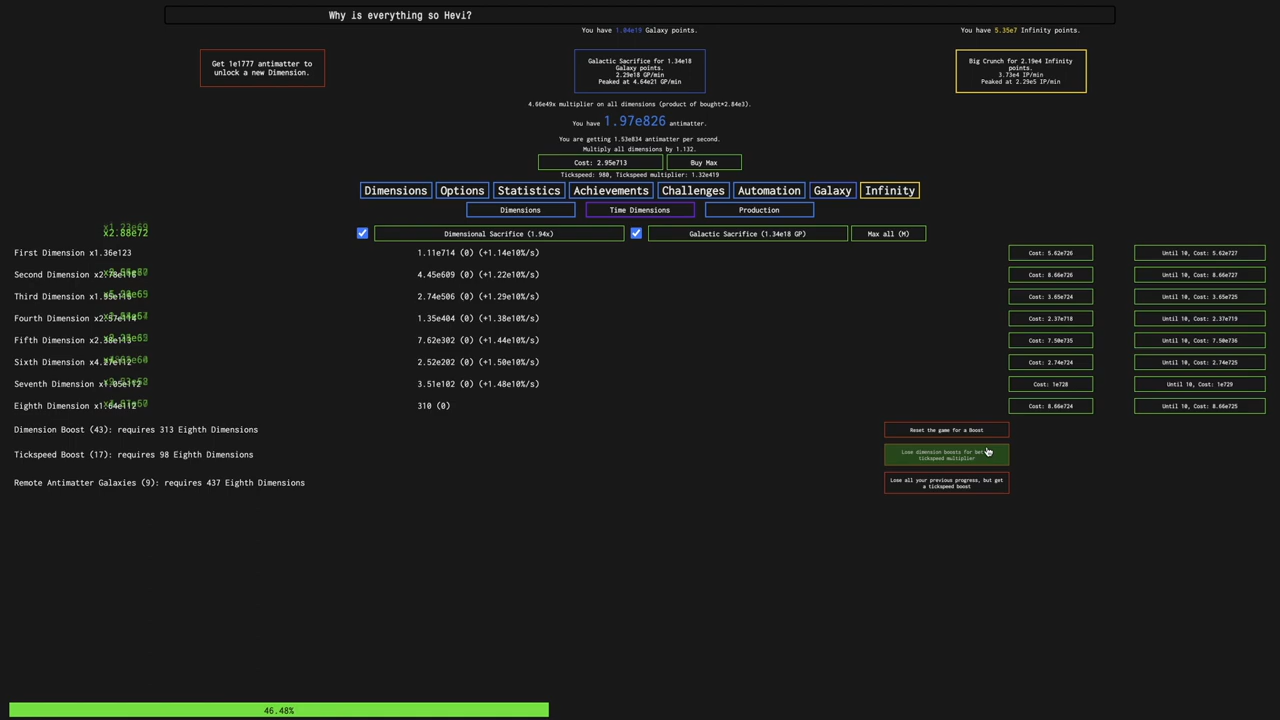 Why is everything so Hevi?
You have 1.04e19 Galaxy points.
You have 5.35e7 Infinity points.
Get 1e1777 antimatter to
unlock a new Dimension.
Galactic Sacrifice for 1.34e18
Galaxy points.
2.29e18 GP/min
Peaked at 4.64e21 GP/min
Big Crunch for 2.19e4 Infinity
points.
3.73e4 IP/min
Peaked at 2.29e5 IP/min
4.66e49x multiplier on all dimensions (product of bought*2.84e3).
You have 1.97e826 antimatter.
You are getting 1.53e834 antimatter per second.
Multiply all dimensions by 1.132.
Cost: 2.95e713
Buy Max
Tickspeed: 980, Tickspeed multiplier: 1.32e419
Dimensions
Options
Statistics
Achievements
Challenges
Automation
Galaxy
Infinity
Dimensions
Time Dimensions
Production
x2.88e72
Dimensional Sacrifice (1.94x)
Galactic Sacrifice (1.34e18 GP)
Max all (M)
First Dimension x1.36e123 1.11e714 (0) (+1.14e10%/s) Cost: 5.62e726 Until 10, Cost: 5.62e727
Second Dimension 4.45e609 (0) (+1.22e10%/s) Cost: 8.66e726 Until 10, Cost: 8.66e727
Third Dimension 2.74e506 (0) (+1.29e10%/s) Cost: 3.65e724 Until 10, Cost: 3.65e725
Fourth Dimension 1.35e404 (0) (+1.38e10%/s) Cost: 2.37e718 Until 10, Cost: 2.37e719
Fifth Dimension 7.62e302 (0) (+1.44e10%/s) Cost: 7.50e735 Until 10, Cost: 7.50e736
Sixth Dimension 2.52e202 (0) (+1.50e10%/s) Cost: 2.74e724 Until 10, Cost: 2.74e725
Seventh Dimension 3.51e102 (0) (+1.48e10%/s) Cost: 1e728 Until 10, Cost: 1e729
Eighth Dimension 310 (0) Cost: 8.66e724 Until 10, Cost: 8.66e725
Dimension Boost (43): requires 313 Eighth Dimensions
Reset the game for a Boost
Tickspeed Boost (17): requires 98 Eighth Dimensions
Lose dimension boosts for
tickspeed multiplier
Remote Antimatter Galaxies (9): requires 437 Eighth Dimensions
Lose all your previous progress, but get
a tickspeed boost
46.48%